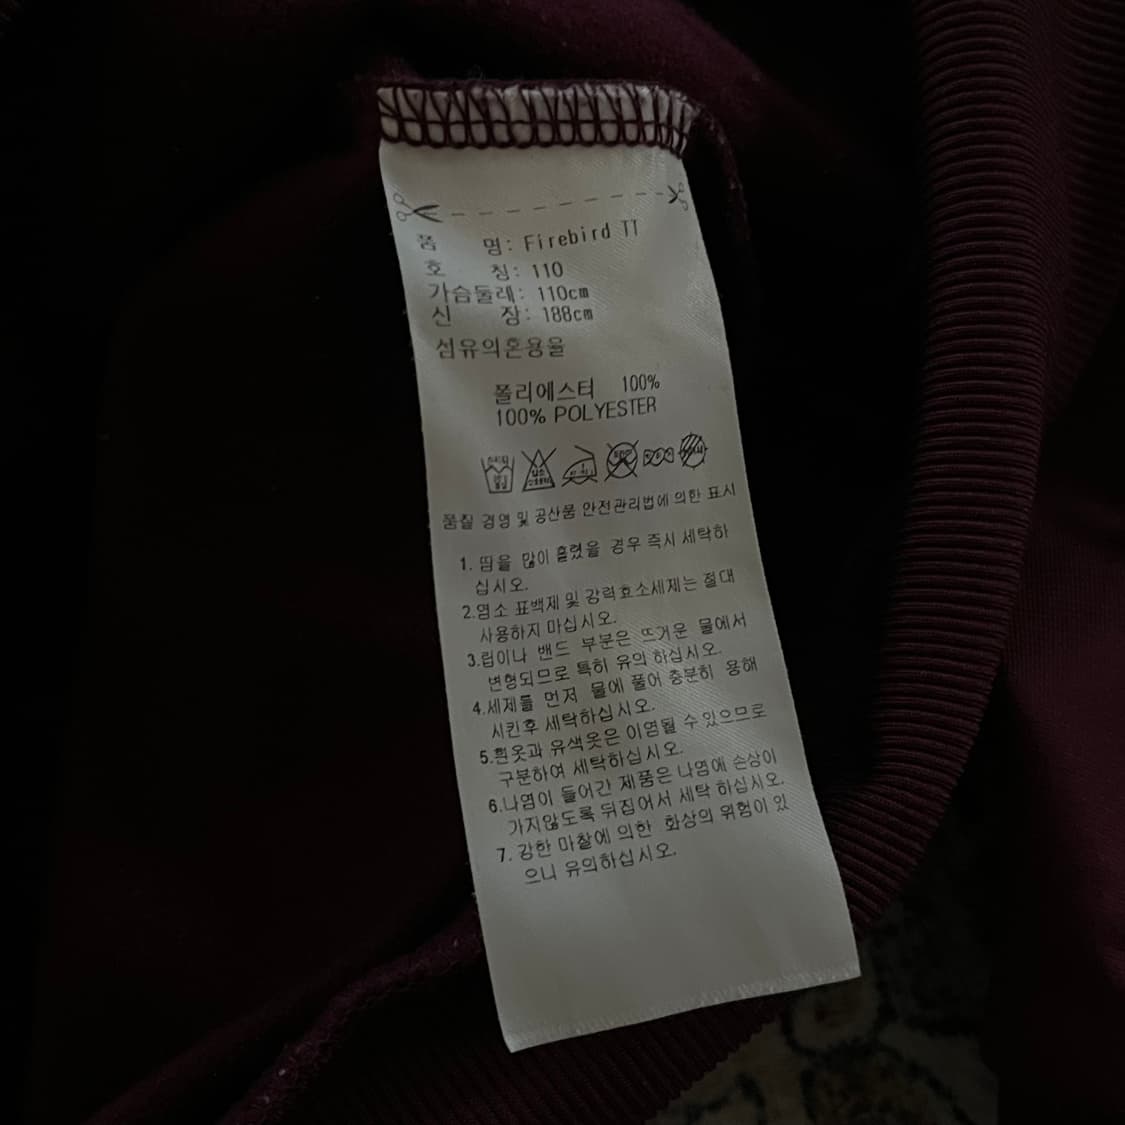 품 명: Firebird TT
호 칭: 110
가슴둘레: 110cm
신 장: 188cm
섬유의혼용율
폴리에스터 100%
100% POLYESTER
품질 경영 및 공산품 안전관리법에 의한 표시
1. 땀을 많이 흘렸을 경우 즉시 세탁하
십시오.
2.염소 표백제 및 강력효소세제는 절대
사용하지 마십시오.
3.립이나 밴드 부분은 뜨거운 물에서
변형되므로 특히 유의 하십시오.
4.세제를 먼저 물에 풀어 충분히 용해
시킨후 세탁하십시오.
5.흰옷과 유색옷은 이염될 수 있으므로
구분하여 세탁하십시오.
6.나염이 들어간 제품은 나염에 손상이
가지않도록 뒤집어서 세탁 하십시오.
7. 강한 마찰에 의한 화상의 위험이 있
으니 유의하십시오.